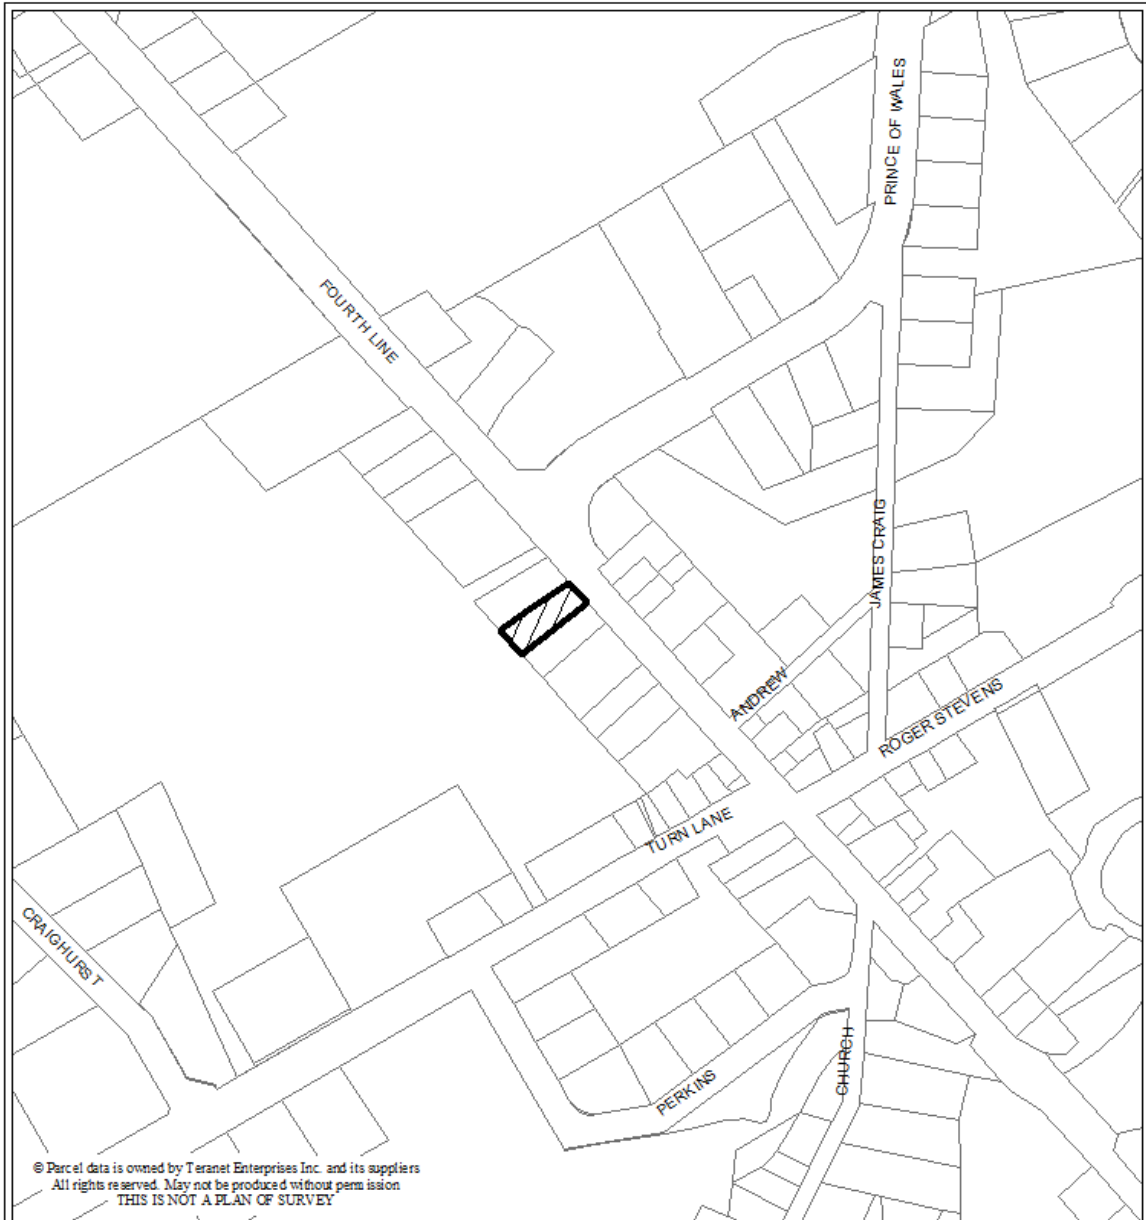 PRINCE OF WALES
FOURTH LINE
JAMES CRAIG
ANDREW
ROGER STEVENS
TURN LANE
CRAIGHURST
CHURCH
PERKINS
© Parcel data is owned by Teranet Enterprises Inc. and its suppliers
All rights reserved. May not be produced without permission
THIS IS NOT A PLAN OF SURVEY